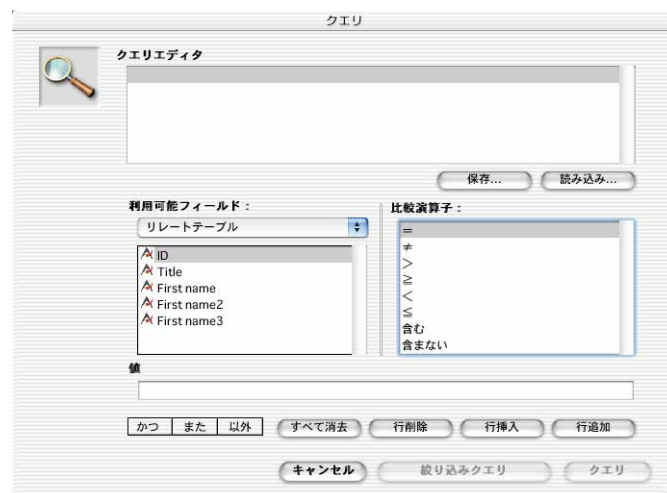 クエリ
クエリエディタ
保存... 読み込み...
利用可能フィールド：
リレートテーブル
ID
Title
First name
First name2
First name3
比較演算子：
=
≠
>
≧
<
≦
含む
含まない
値
かつ また 以外 すべて消去 行削除 行挿入 行追加
キャンセル 絞り込みクエリ クエリ